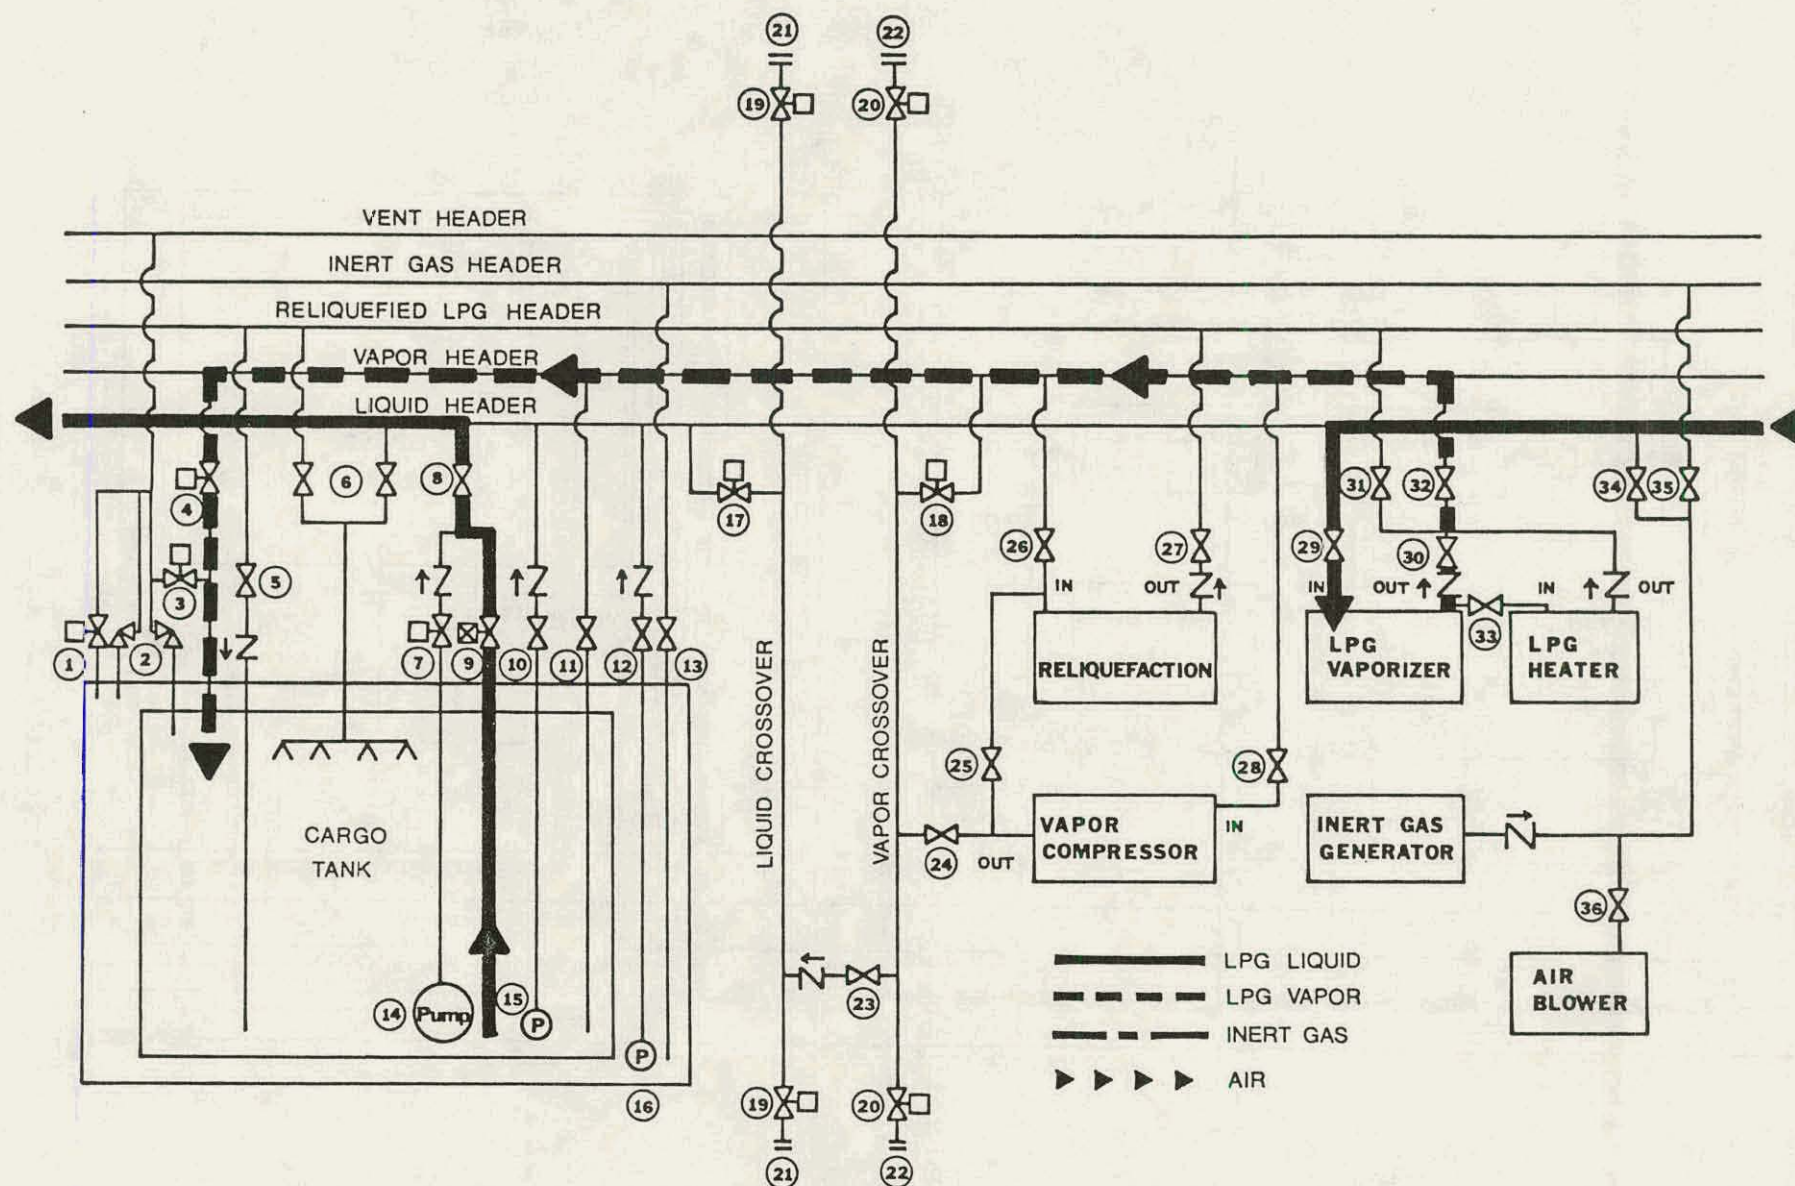 21 22
19 20
VENT HEADER
INERT GAS HEADER
RELIQUEFIED LPG HEADER
VAPOR HEADER
LIQUID HEADER
4 6 8 17 18 31 32 34 35
26 27 29 30
IN OUT IN OUT IN OUT
3 5
33
1 2 7 9 10 11 12 13
RELIQUEFACTION
LPG
VAPORIZER
LPG
HEATER
LIQUID CROSSOVER
VAPOR CROSSOVER
25 28
CARGO
TANK
24 OUT
VAPOR
COMPRESSOR
IN
INERT GAS
GENERATOR
36
14 Pump 15 P
23
LPG LIQUID
LPG VAPOR
INERT GAS
AIR
AIR
BLOWER
P
16
19 20
21 22